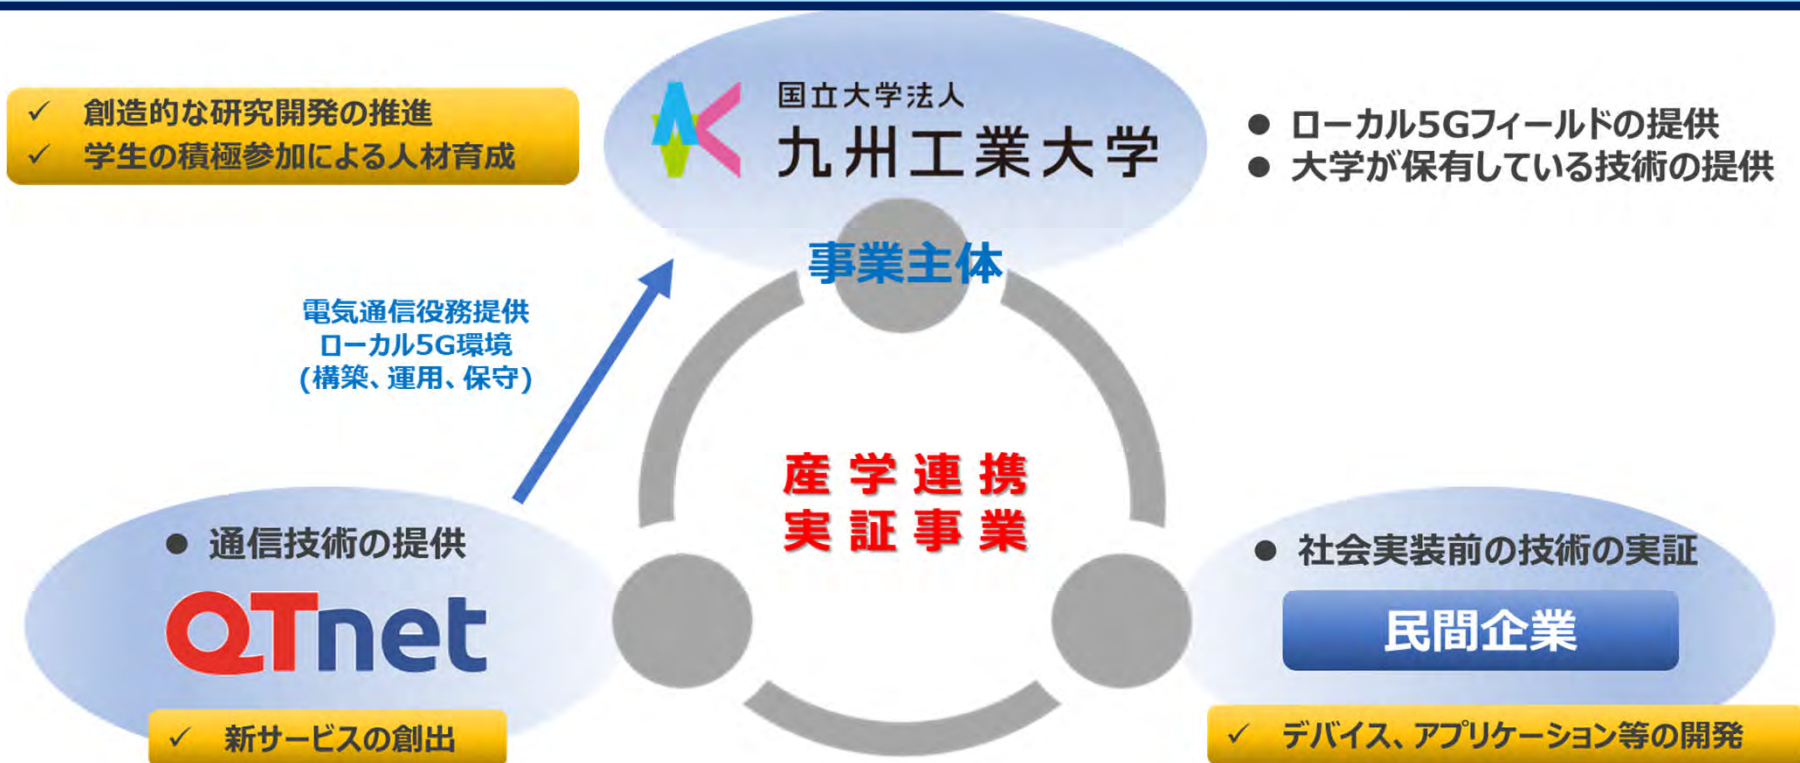 ✓ 創造的な研究開発の推進
✓ 学生の積極参加による人材育成
国立大学法人
九州工業大学
● ローカル5Gフィールドの提供
● 大学が保有している技術の提供
事業主体
電気通信役務提供
ローカル5G環境
(構築、運用、保守)
産学連携
実証事業
● 通信技術の提供
QTnet
✓ 新サービスの創出
● 社会実装前の技術の実証
民間企業
✓ デバイス、アプリケーション等の開発